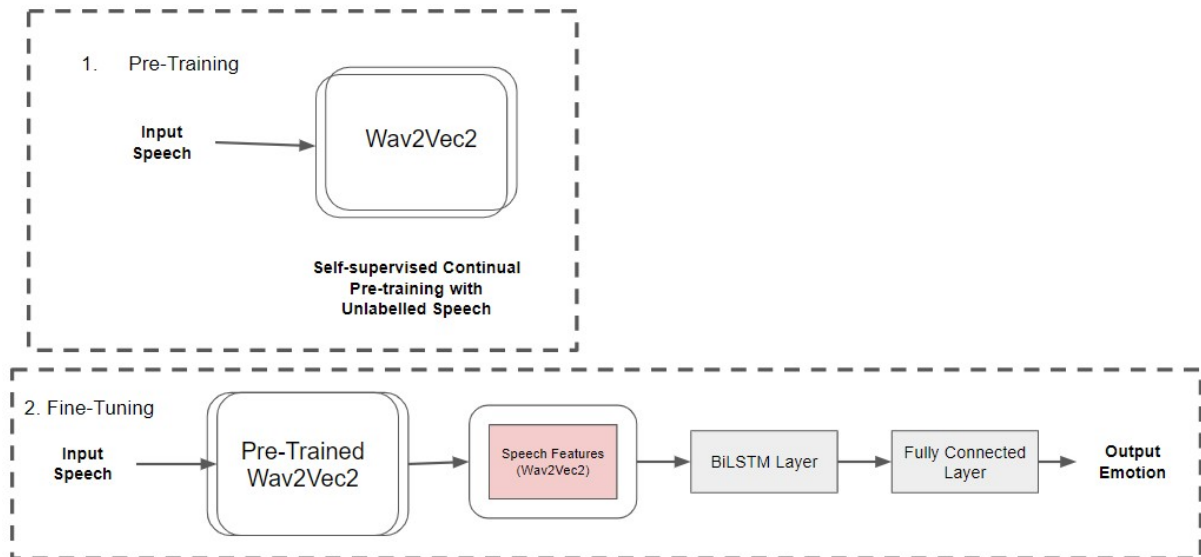 1. Pre-Training
Input
Speech
Wav2Vec2
Self-supervised Continual
Pre-training with
Unlabelled Speech
2. Fine-Tuning
Input
Speech
Pre-Trained
Wav2Vec2
Speech Features
(Wav2Vec2)
BiLSTM Layer
Fully Connected
Layer
Output
Emotion